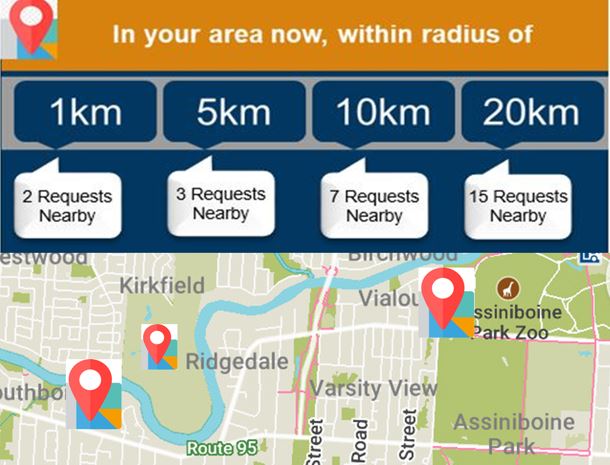 In your area now, within radius of
1km
5km
10km
20km
2 Requests
Nearby
3 Requests
Nearby
7 Requests
Nearby
15 Requests
Nearby
estwood
Birchwood
Kirkfield
Vialou
ssiniboine
Park Zoo
Ridgedale
outhbo
Varsity View
Assiniboine
Park
Route 95
Street
Road
Street